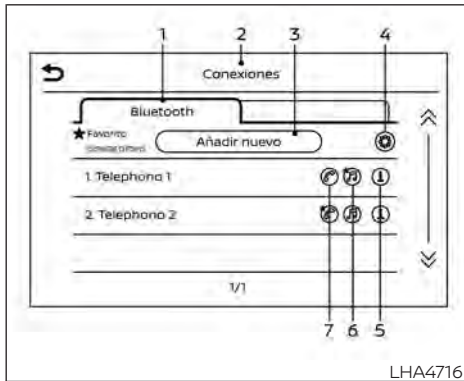 1 2 3 4
Conexiones
Bluetooth
Favorito
Añadir nuevo
1 Telephono 1
2 Telephono 2
1/1
7 6 5
LHA4716